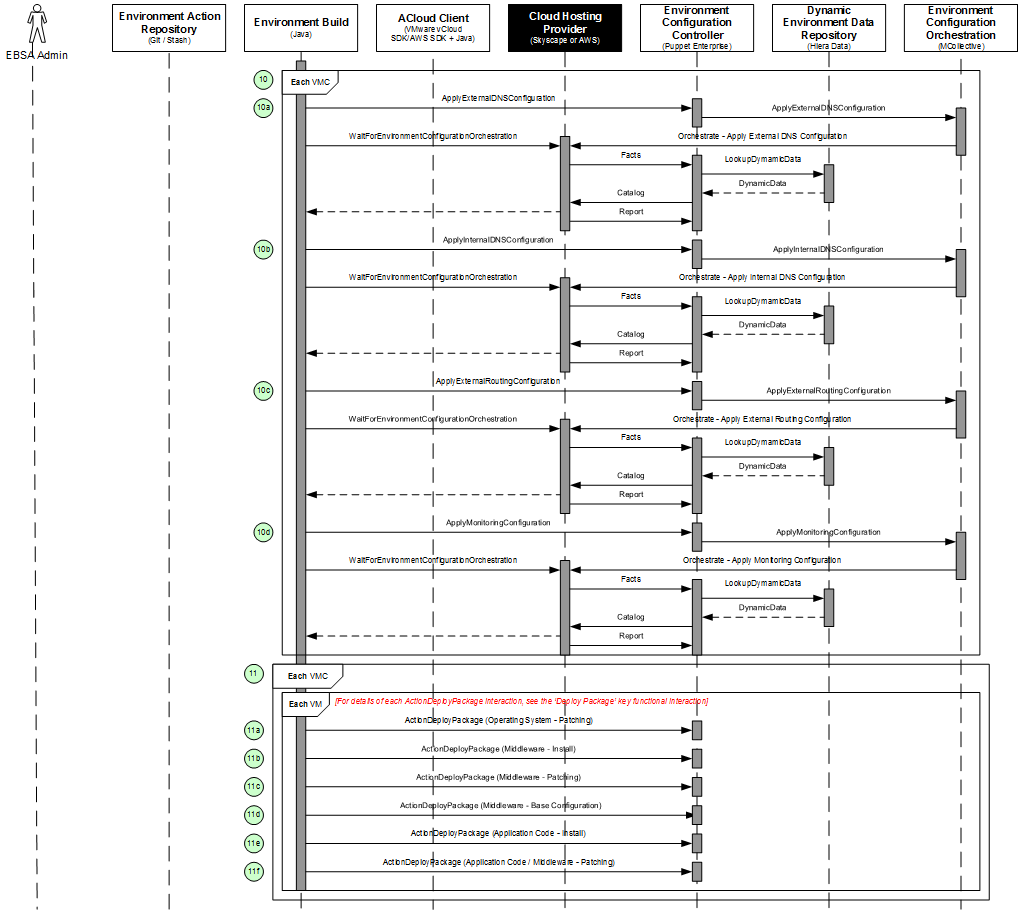 EBSA Admin
Environment Action
Repository
(Git / Stash)
Environment Build
(Java)
ACloud Client
(VMware vCloud
SDK/AWS SDK + Java)
Cloud Hosting
Provider
(Skyscape or AWS)
Environment
Configuration
Controller
(Puppet Enterprise)
Dynamic
Environment Data
Repository
(Hiera Data)
Environment
Configuration
Orchestration
(MCollective)
10
Each VMC
10a
ApplyExternalDNSConfiguration
ApplyExternalDNSConfiguration
WaitForEnvironmentConfigurationOrchestration
Orchestrate - Apply External DNS Configuration
Facts
LookupDynamicData
DynamicData
Catalog
Report
10b
ApplyInternalDNSConfiguration
ApplyInternalDNSConfiguration
WaitForEnvironmentConfigurationOrchestration
Orchestrate - Apply Internal DNS Configuration
Facts
LookupDynamicData
DynamicData
Catalog
Report
10c
ApplyExternalRoutingConfiguration
ApplyExternalRoutingConfiguration
WaitForEnvironmentConfigurationOrchestration
Orchestrate - Apply External Routing Configuration
Facts
LookupDynamicData
DynamicData
Catalog
Report
10d
ApplyMonitoringConfiguration
ApplyMonitoringConfiguration
WaitForEnvironmentConfigurationOrchestration
Orchestrate - Apply Monitoring Configuration
Facts
LookupDynamicData
DynamicData
Catalog
Report
11
Each VMC
Each VM
[For details of each ActionDeployPackage interaction, see the 'Deploy Package' key functional interaction]
11a
ActionDeployPackage (Operating System - Patching)
11b
ActionDeployPackage (Middleware - Install)
11c
ActionDeployPackage (Middleware - Patching)
11d
ActionDeployPackage (Middleware - Base Configuration)
11e
ActionDeployPackage (Application Code - Install)
11f
ActionDeployPackage (Application Code / Middleware - Patching)